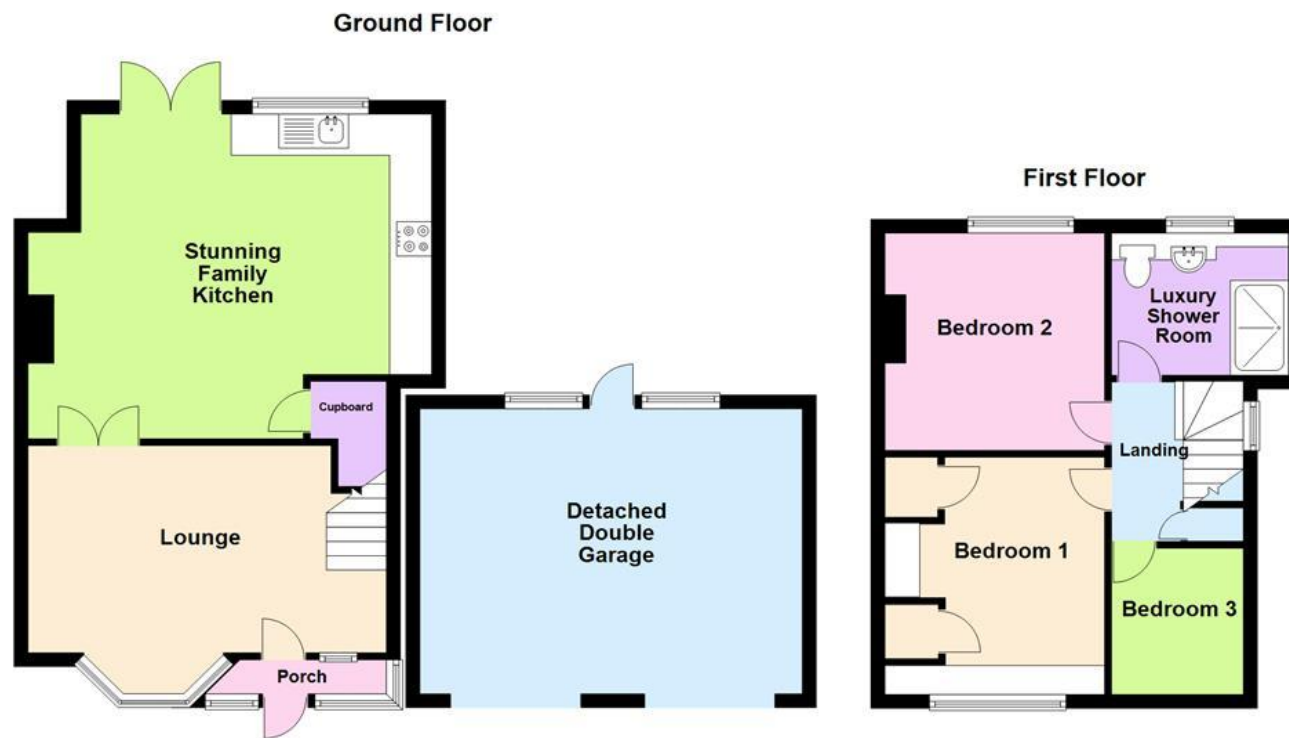 Ground Floor
Stunning
Family
Kitchen
Cupboard
Lounge
Porch
Detached
Double
Garage
First Floor
Bedroom 2
Luxury
Shower
Room
Landing
Bedroom 1
Bedroom 3